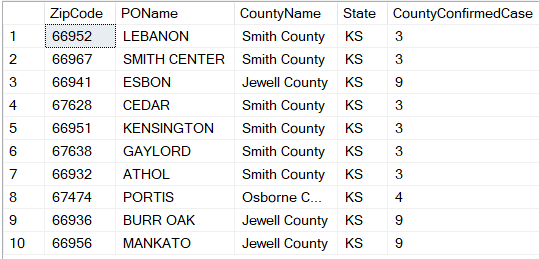 ZipCode POName CountyName State CountyConfirmedCase
1 66952 LEBANON Smith County KS 3
2 66967 SMITH CENTER Smith County KS 3
3 66941 ESBON Jewell County KS 9
4 67628 CEDAR Smith County KS 3
5 66951 KENSINGTON Smith County KS 3
6 67638 GAYLORD Smith County KS 3
7 66932 ATHOL Smith County KS 3
8 67474 PORTIS Osborne C... KS 4
9 66936 BURR OAK Jewell County KS 9
10 66956 MANKATO Jewell County KS 9